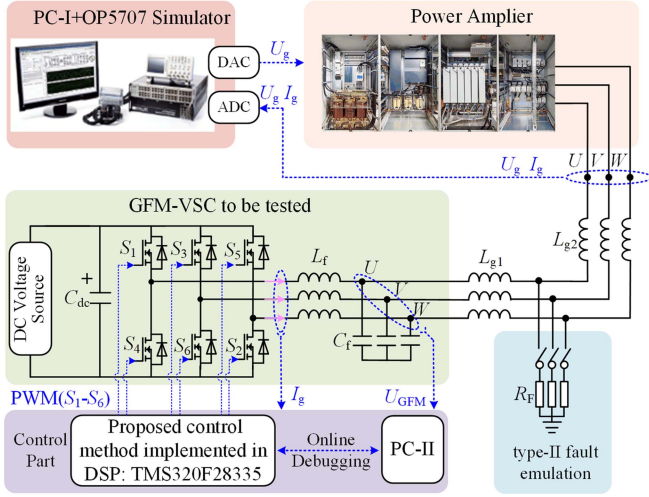 PC-I+OP5707 Simulator
Power Amplier
DAC
Ug
ADC
Ug Ig
Ug Ig
U V W
GFM-VSC to be tested
DC Voltage
Source
Cdc
+
S1
S3
S5
S4
S6
S2
Lf
U
V
W
Cf
Lg1
Lg2
RF
PWM(S1-S6)
Ig
UGFM
Control
Part
Proposed control
method implemented in
DSP: TMS320F28335
Online
Debugging
PC-II
type-II fault
emulation